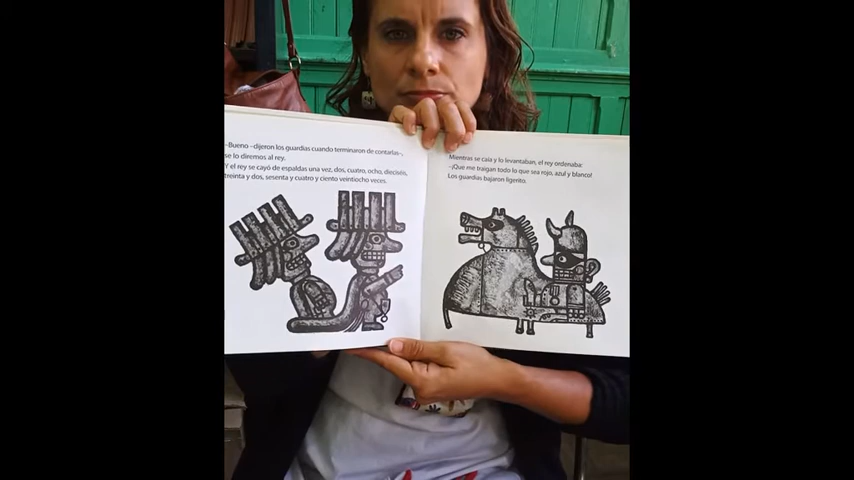 –Bueno –dijeron los guardias cuando terminaron de contarlas–,
se lo diremos al rey.
Y el rey se cayó de espaldas una vez, dos, cuatro, ocho, dieciséis,
treinta y dos, sesenta y cuatro y ciento veintiocho veces.
Mientras se caía y lo levantaban, el rey ordenaba:
–¡Que me traigan todo lo que sea rojo, azul y blanco!
Los guardias bajaron ligerito.